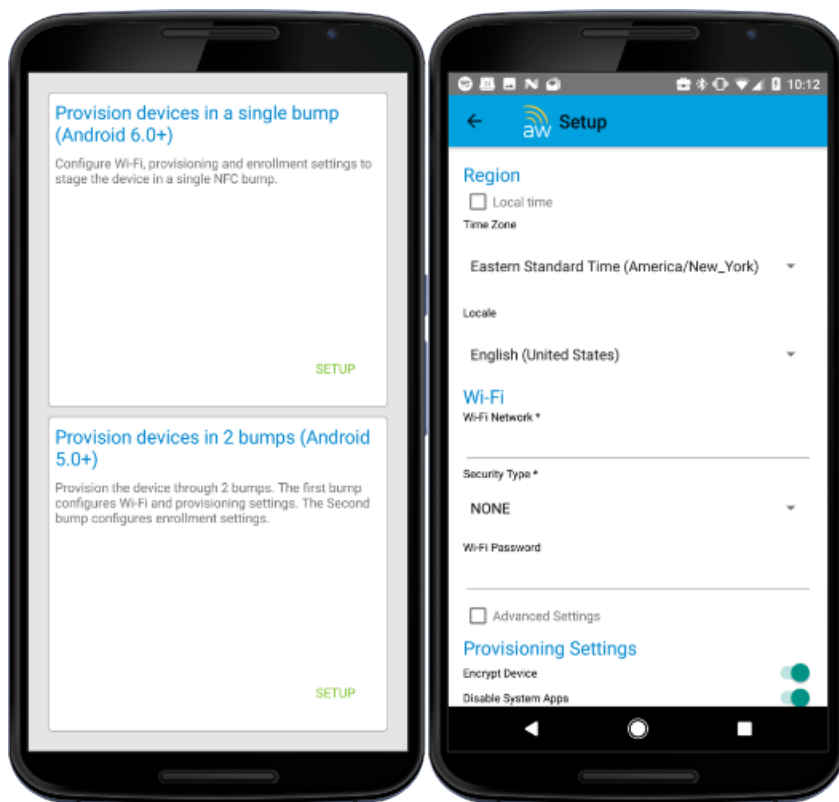 Provision devices in a single bump
(Android 6.0+)
Configure Wi-Fi, provisioning and enrollment settings to
stage the device in a single NFC bump.
SETUP
Provision devices in 2 bumps (Android
5.0+)
Provision the device through 2 bumps. The first bump
configures Wi-Fi and provisioning settings. The Second
bump configures enrollment settings.
SETUP
10:12
aw Setup
Region
Local time
Time Zone
Eastern Standard Time (America/New_York)
Locale
English (United States)
Wi-Fi
Wi-Fi Network *
Security Type *
NONE
Wi-Fi Password
Advanced Settings
Provisioning Settings
Encrypt Device
Disable System Apps